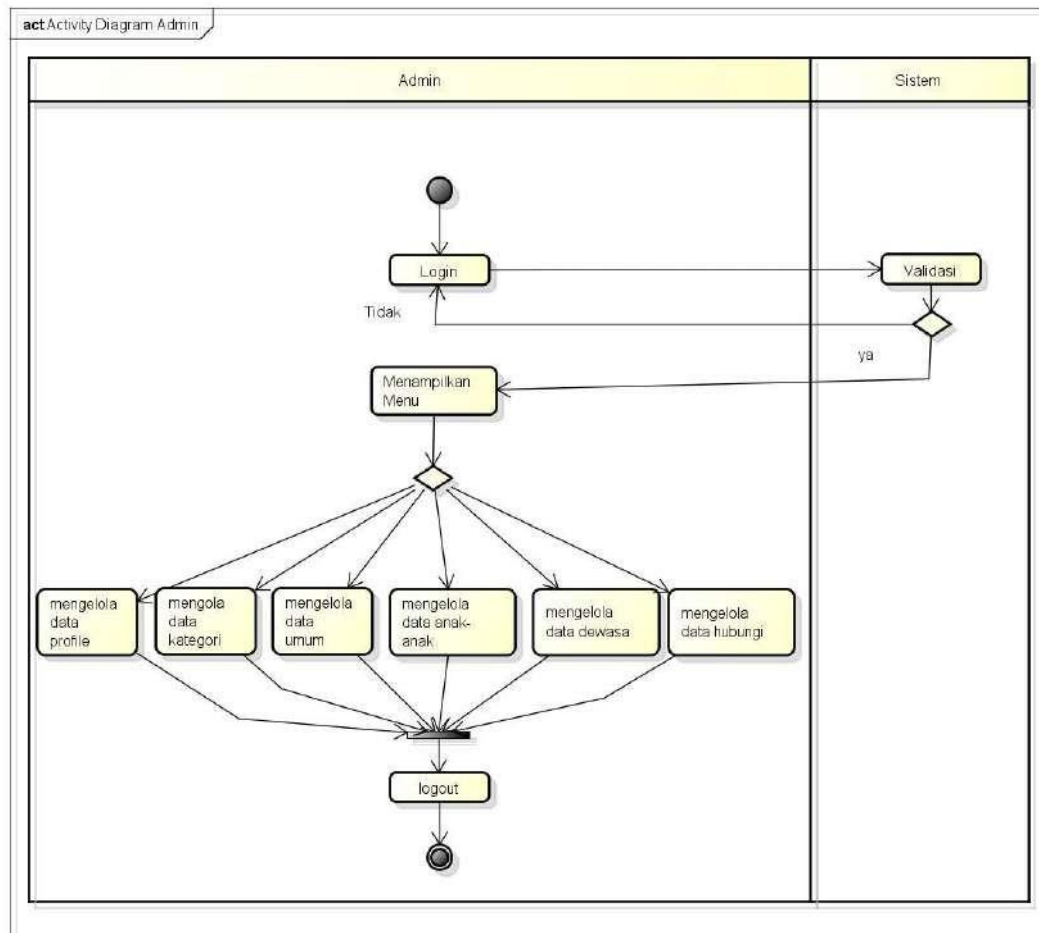 act Activity Diagram Admin
Admin
Sistem
Login
Validasi
Tidak
ya
Menampilkan
Menu
mengelola
data
profile
mengola
data
kategori
mengelola
data
umum
mengelola
data anak-
anak
mengelola
data dewasa
mengelola
data hubungi
logout